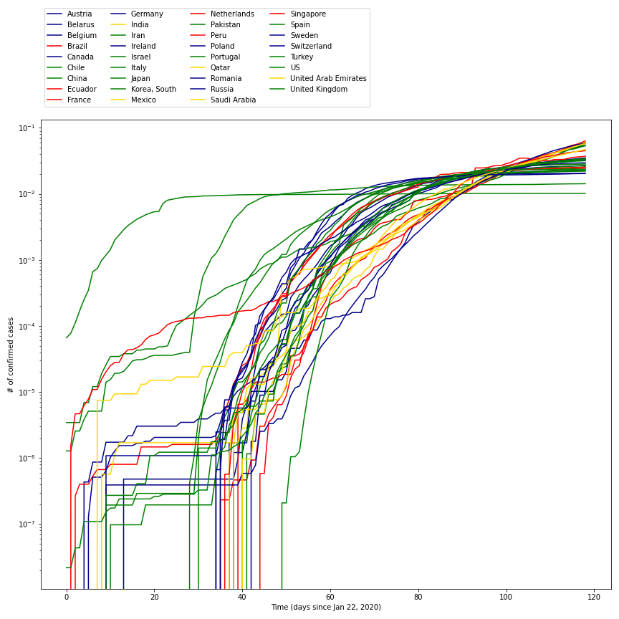 Austria Germany Netherlands Singapore
Belarus India Pakistan Spain
Belgium Iran Peru Sweden
Brazil Ireland Poland Switzerland
Canada Israel Portugal Turkey
Chile Italy Qatar US
China Japan Romania United Arab Emirates
Ecuador Korea, South Russia United Kingdom
France Mexico Saudi Arabia
10⁻¹
10⁻²
10⁻³
10⁻⁴
10⁻⁵
10⁻⁶
10⁻⁷
# of confirmed cases
0 20 40 60 80 100 120
Time (days since Jan 22, 2020)